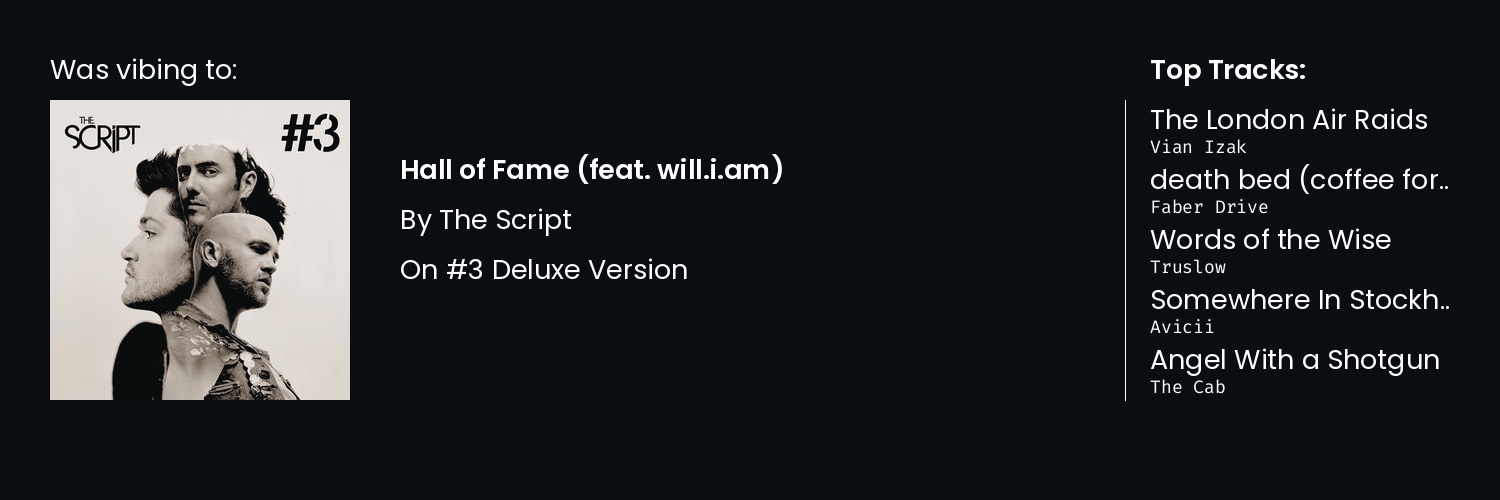 Was vibing to:
THE
SCRIPT
#3
Hall of Fame (feat. will.i.am)
By The Script
On #3 Deluxe Version
Top Tracks:
The London Air Raids
Vian Izak
death bed (coffee for..
Faber Drive
Words of the Wise
Truslow
Somewhere In Stockh..
Avicii
Angel With a Shotgun
The Cab